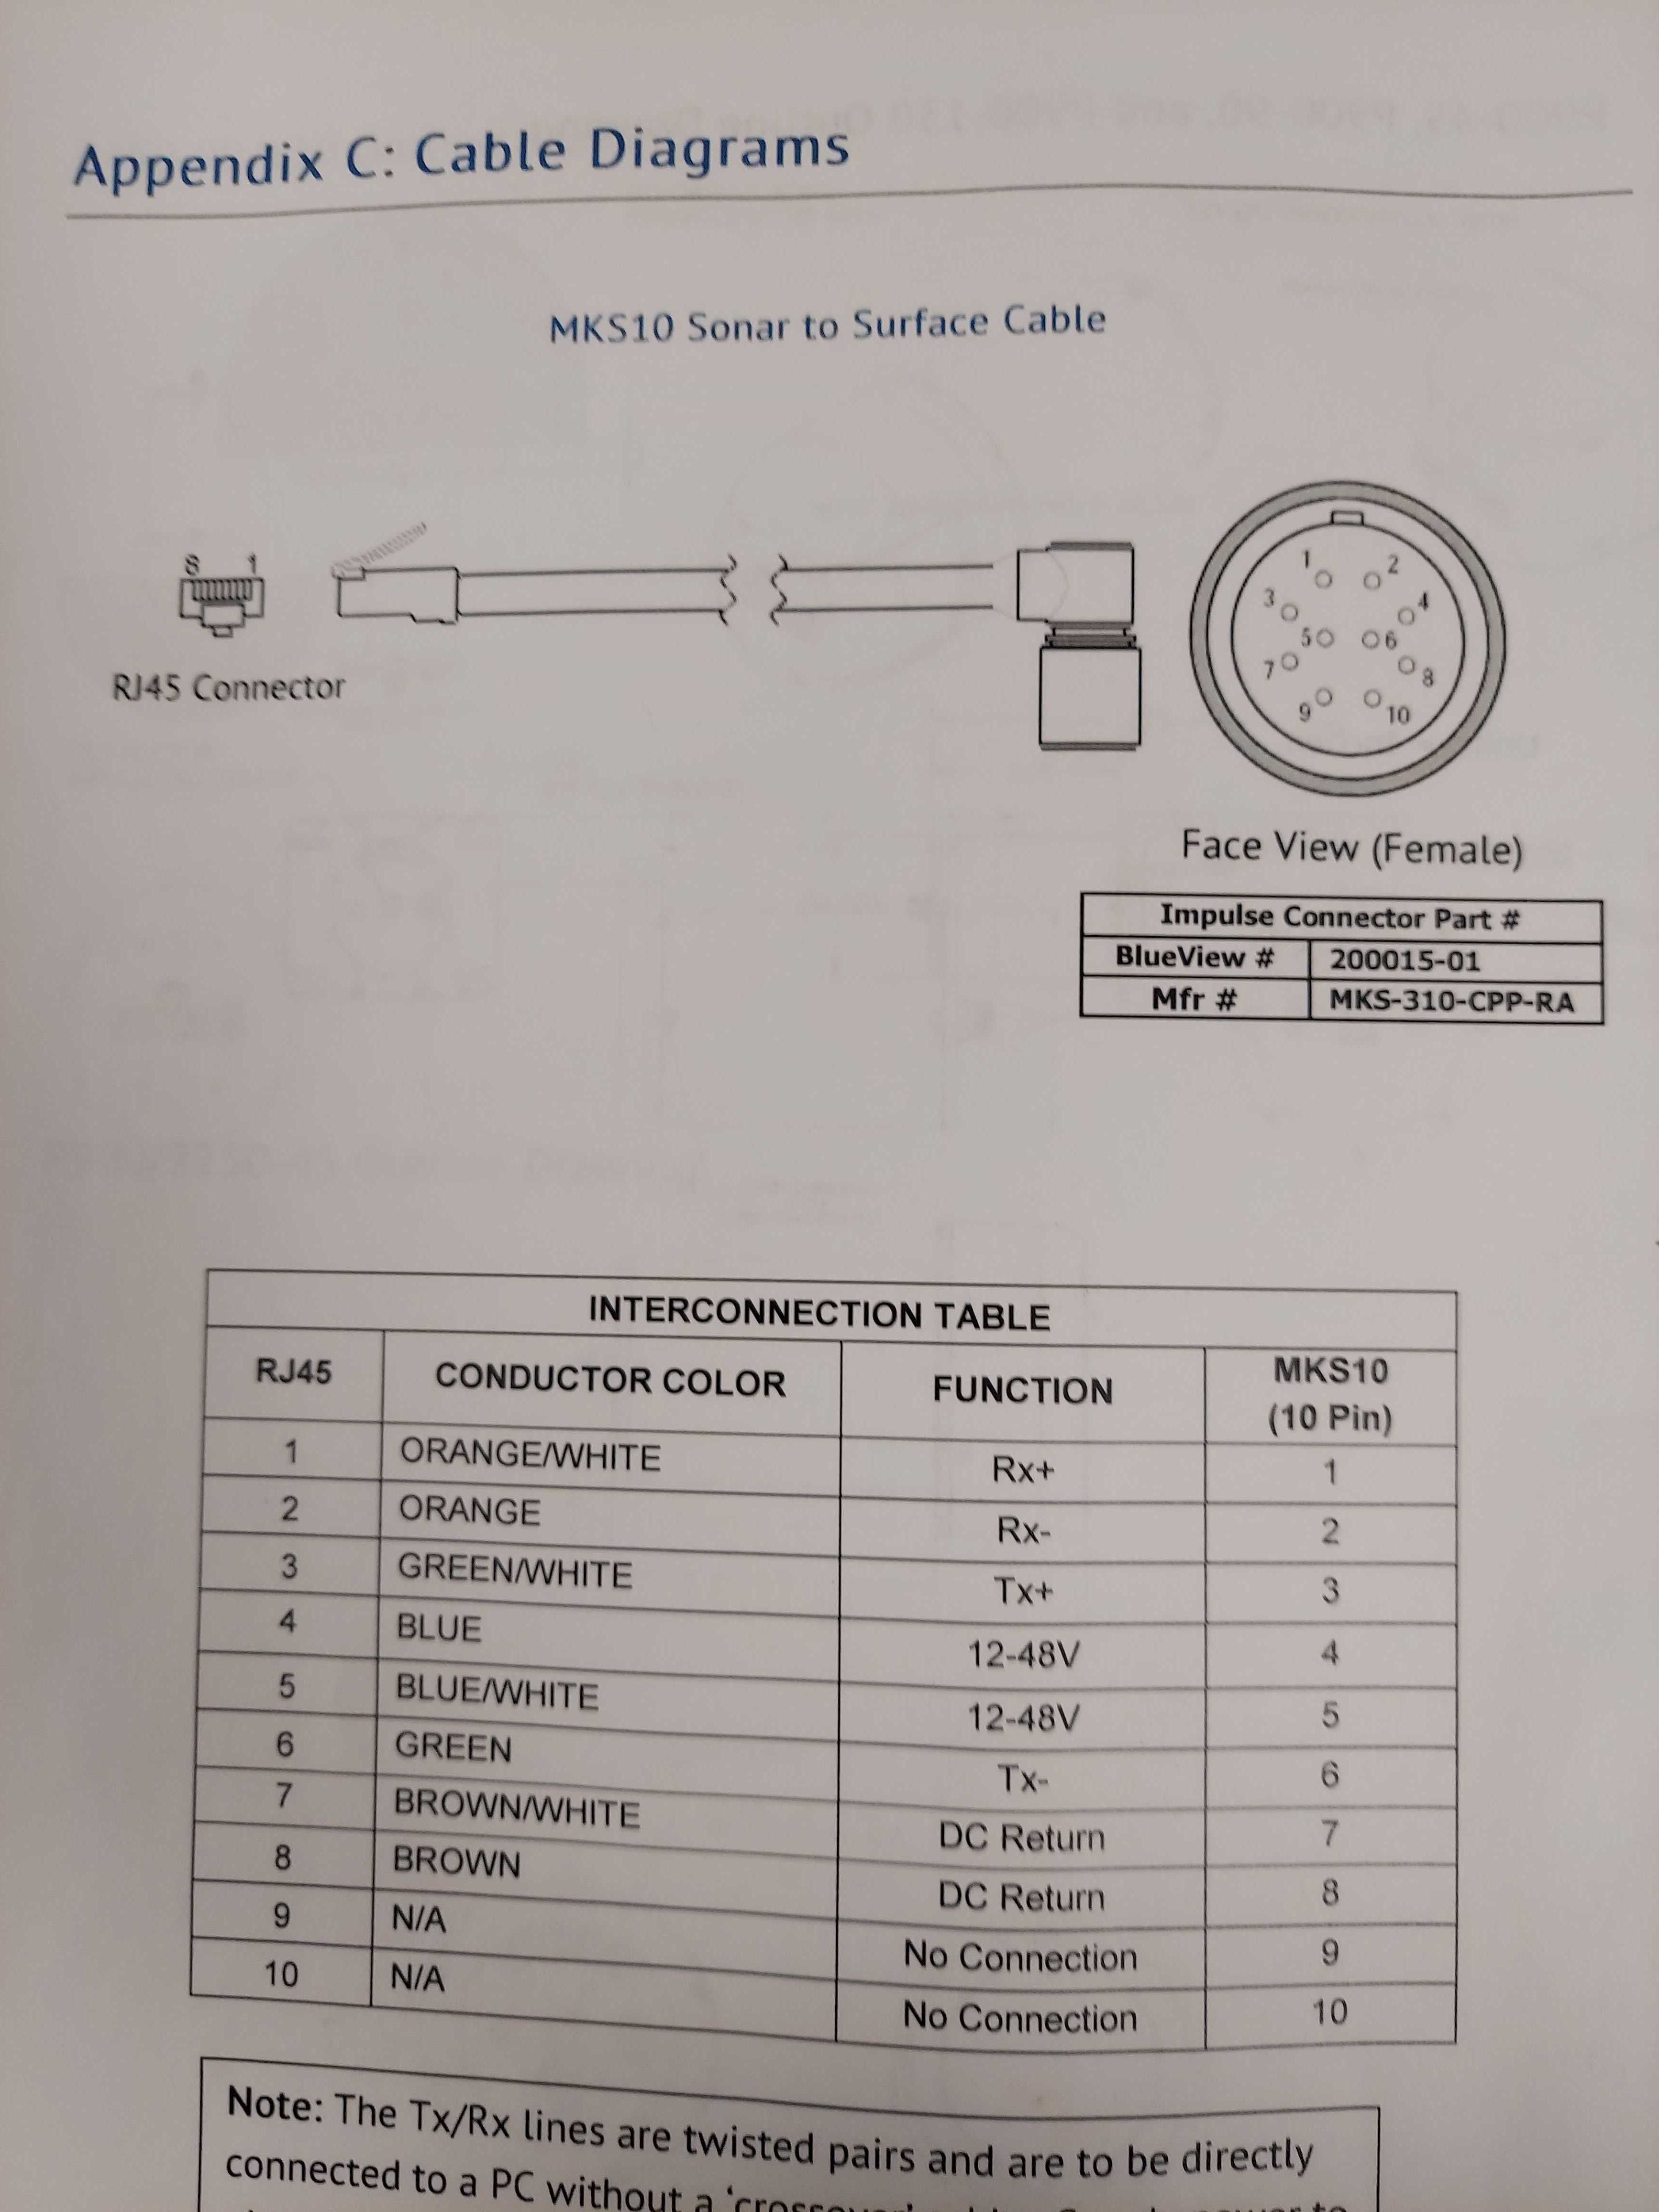 Appendix C: Cable Diagrams
MKS10 Sonar to Surface Cable
8 1
RJ45 Connector
1 2
3 4
5 6
7 8
9 10
Face View (Female)
Impulse Connector Part #
BlueView # 200015-01
Mfr # MKS-310-CPP-RA
INTERCONNECTION TABLE
RJ45 CONDUCTOR COLOR FUNCTION MKS10 (10 Pin)
1 ORANGE/WHITE Rx+ 1
2 ORANGE Rx- 2
3 GREEN/WHITE Tx+ 3
4 BLUE 12-48V 4
5 BLUE/WHITE 12-48V 5
6 GREEN Tx- 6
7 BROWN/WHITE DC Return 7
8 BROWN DC Return 8
9 N/A No Connection 9
10 N/A No Connection 10
Note: The Tx/Rx lines are twisted pairs and are to be directly
connected to a PC without a 'crossover'